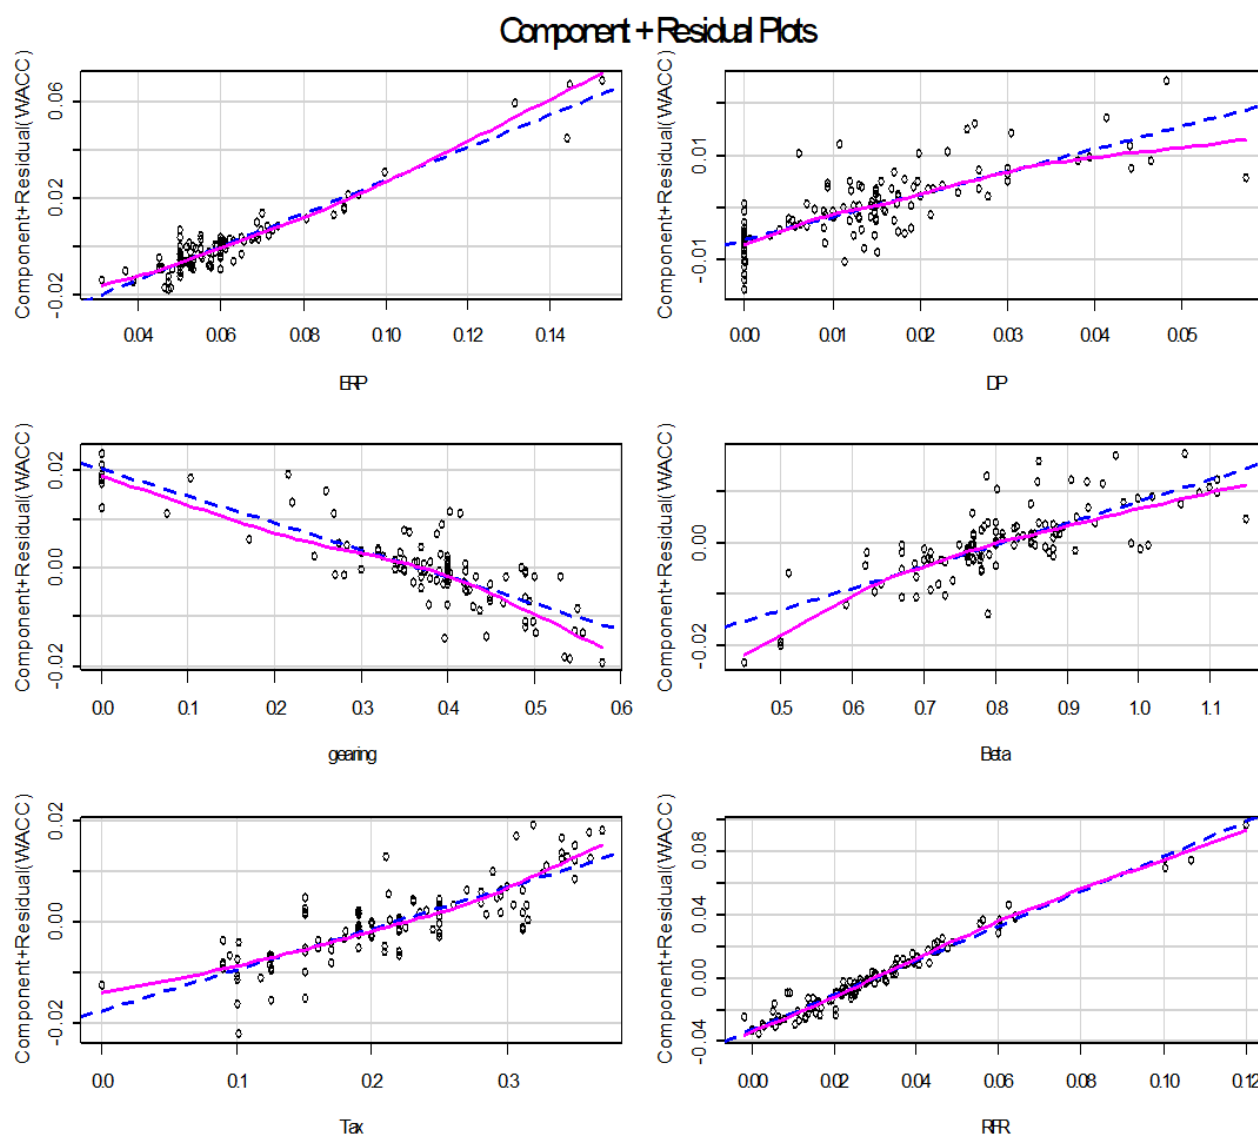 Component + Residual Plots
Component+Residual(WACC)
-0.02 0.02 0.06
0.04 0.06 0.08 0.10 0.12 0.14
ERP
Component+Residual(WACC)
-0.01 0.01
0.00 0.01 0.02 0.03 0.04 0.05
DP
Component+Residual(WACC)
-0.02 0.00 0.02
0.0 0.1 0.2 0.3 0.4 0.5 0.6
gearing
Component+Residual(WACC)
-0.02 0.00
0.5 0.6 0.7 0.8 0.9 1.0 1.1
Beta
Component+Residual(WACC)
-0.02 0.00 0.02
0.0 0.1 0.2 0.3
Tax
Component+Residual(WACC)
-0.04 0.00 0.04 0.08
0.00 0.02 0.04 0.06 0.08 0.10 0.12
RFR